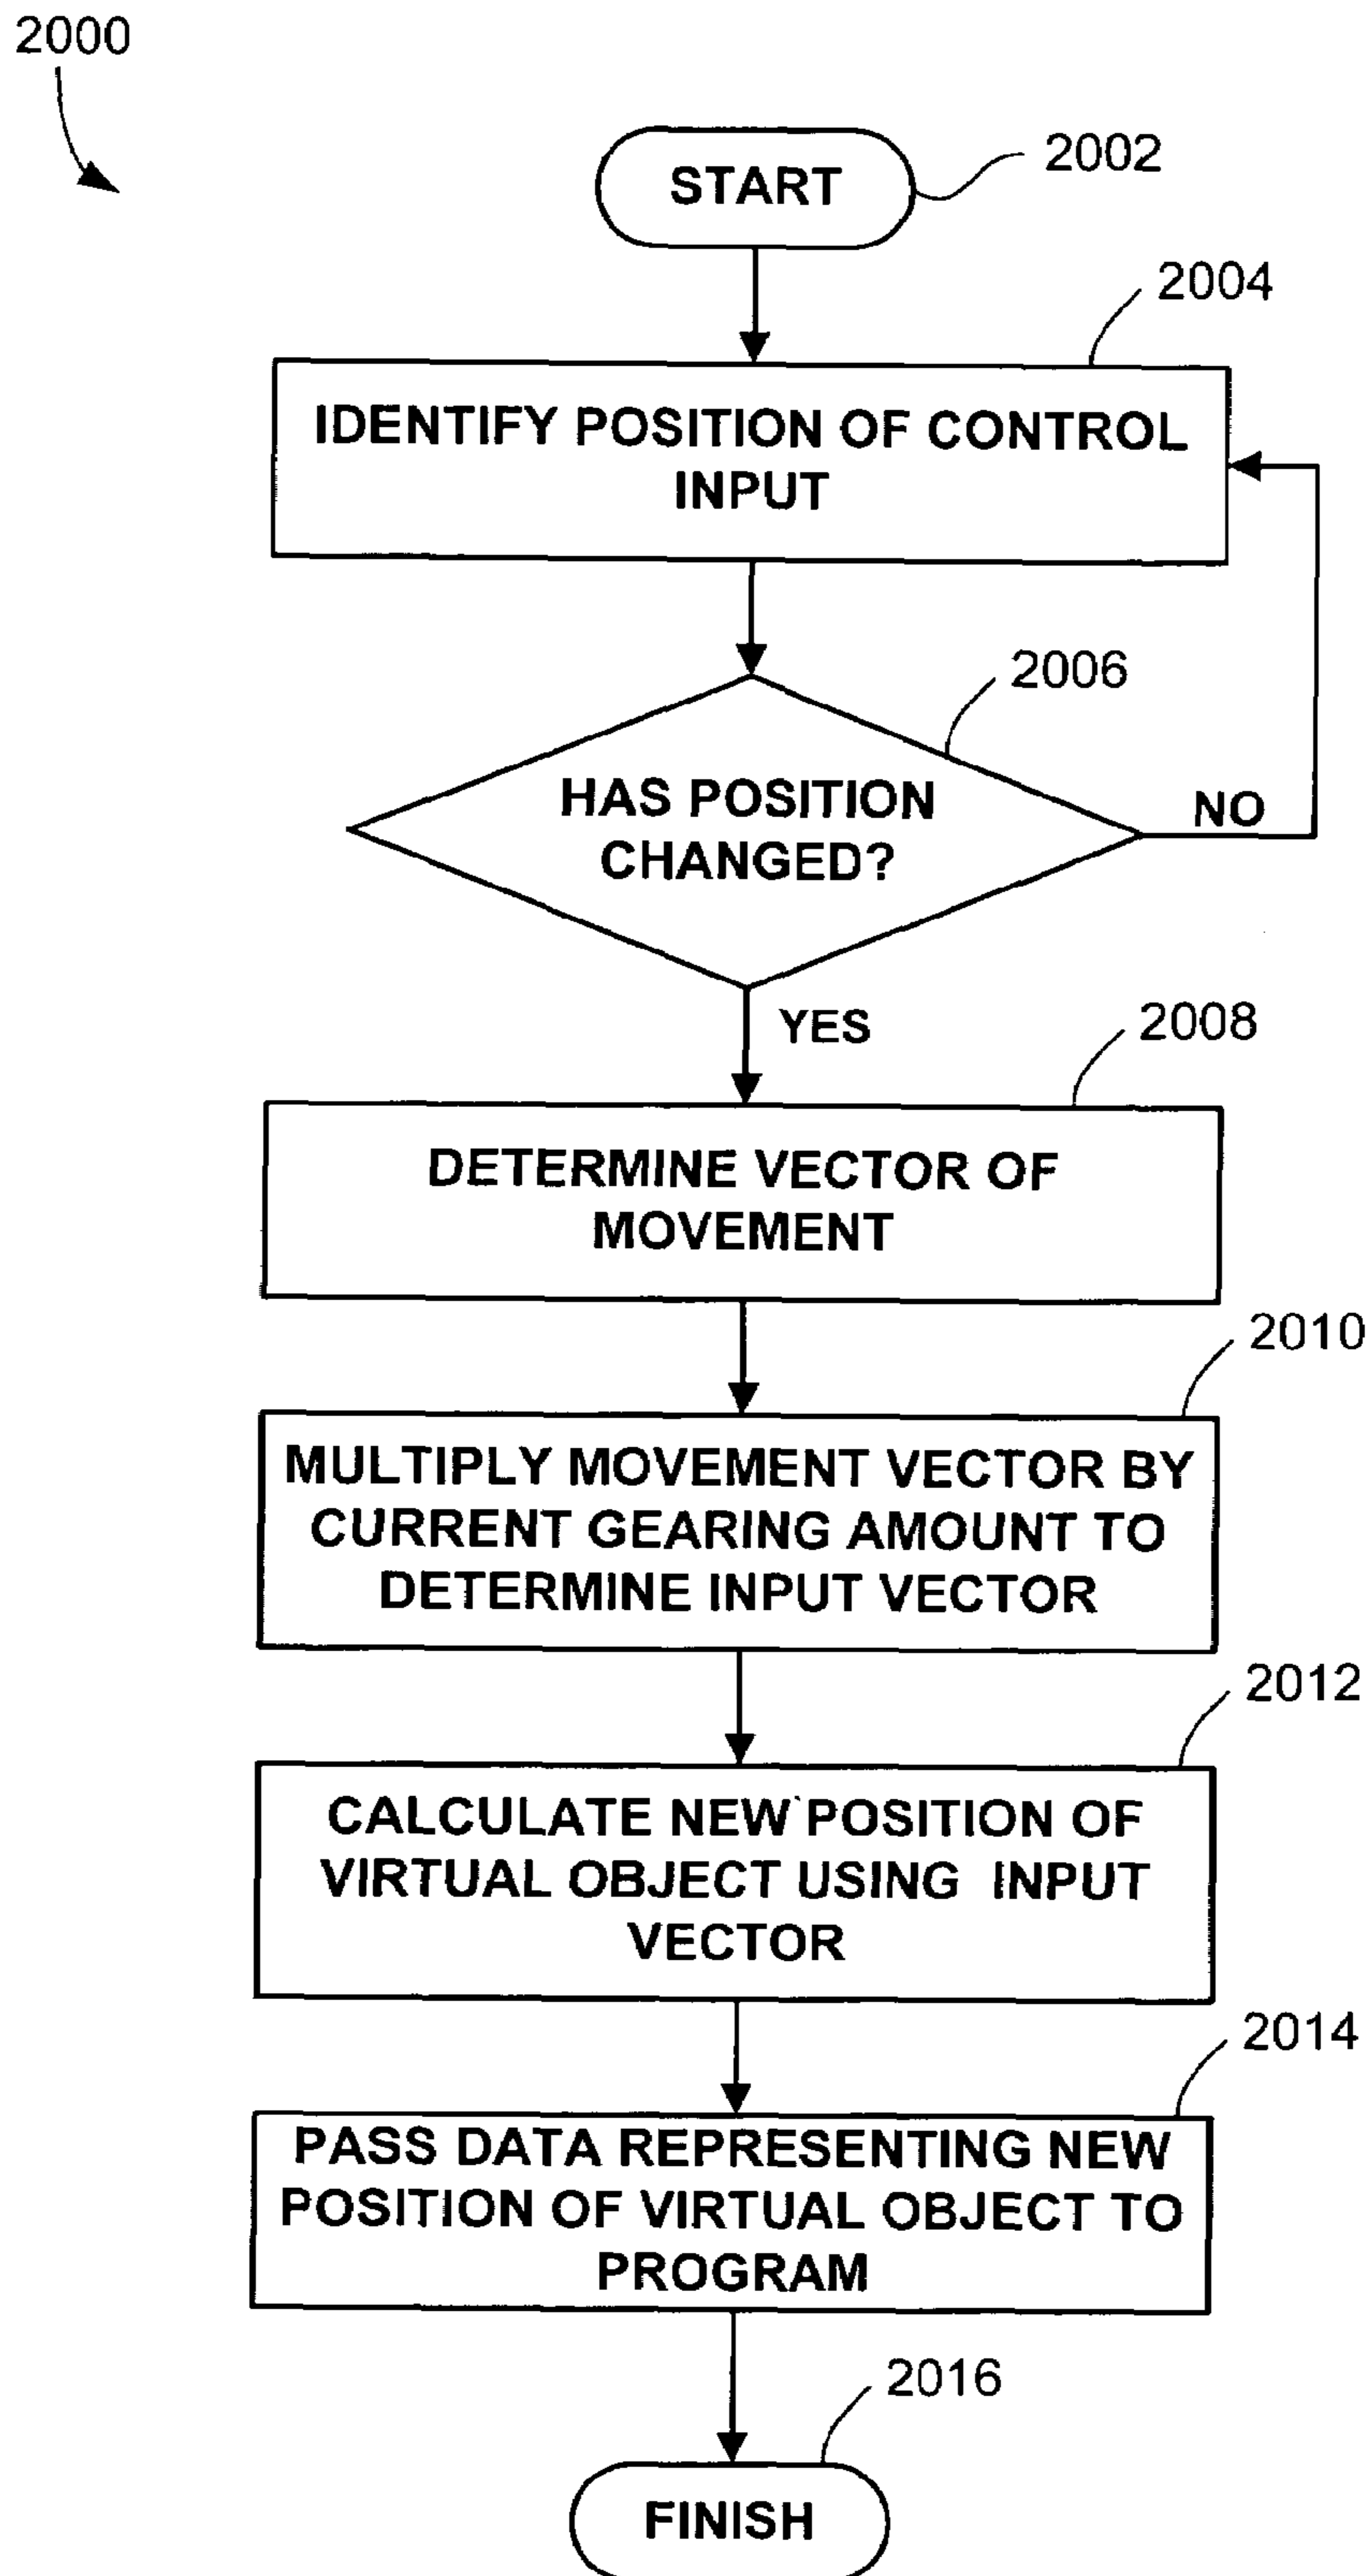 2000
START
2002
2004
IDENTIFY POSITION OF CONTROL
INPUT
2006
HAS POSITION
CHANGED?
NO
YES
2008
DETERMINE VECTOR OF
MOVEMENT
2010
MULTIPLY MOVEMENT VECTOR BY
CURRENT GEARING AMOUNT TO
DETERMINE INPUT VECTOR
2012
CALCULATE NEW POSITION OF
VIRTUAL OBJECT USING INPUT
VECTOR
2014
PASS DATA REPRESENTING NEW
POSITION OF VIRTUAL OBJECT TO
PROGRAM
2016
FINISH